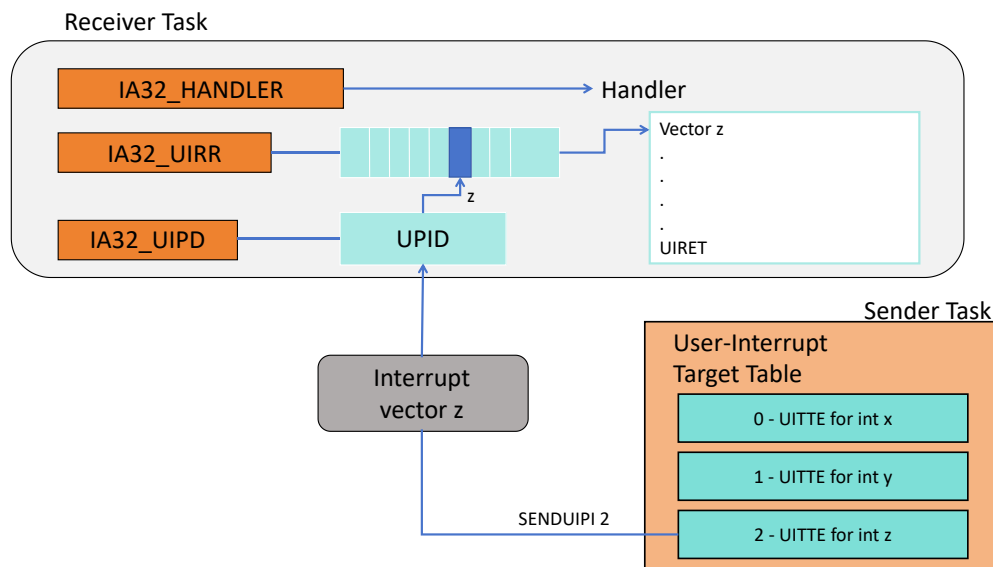 Receiver Task
IA32_HANDLER
Handler
IA32_UIRR
Vector z
.
.
.
.
UIRET
z
IA32_UIPD
UPID
Sender Task
User-Interrupt
Target Table
Interrupt
vector z
0 - UITTE for int x
1 - UITTE for int y
SENDUIPI 2
2 - UITTE for int z